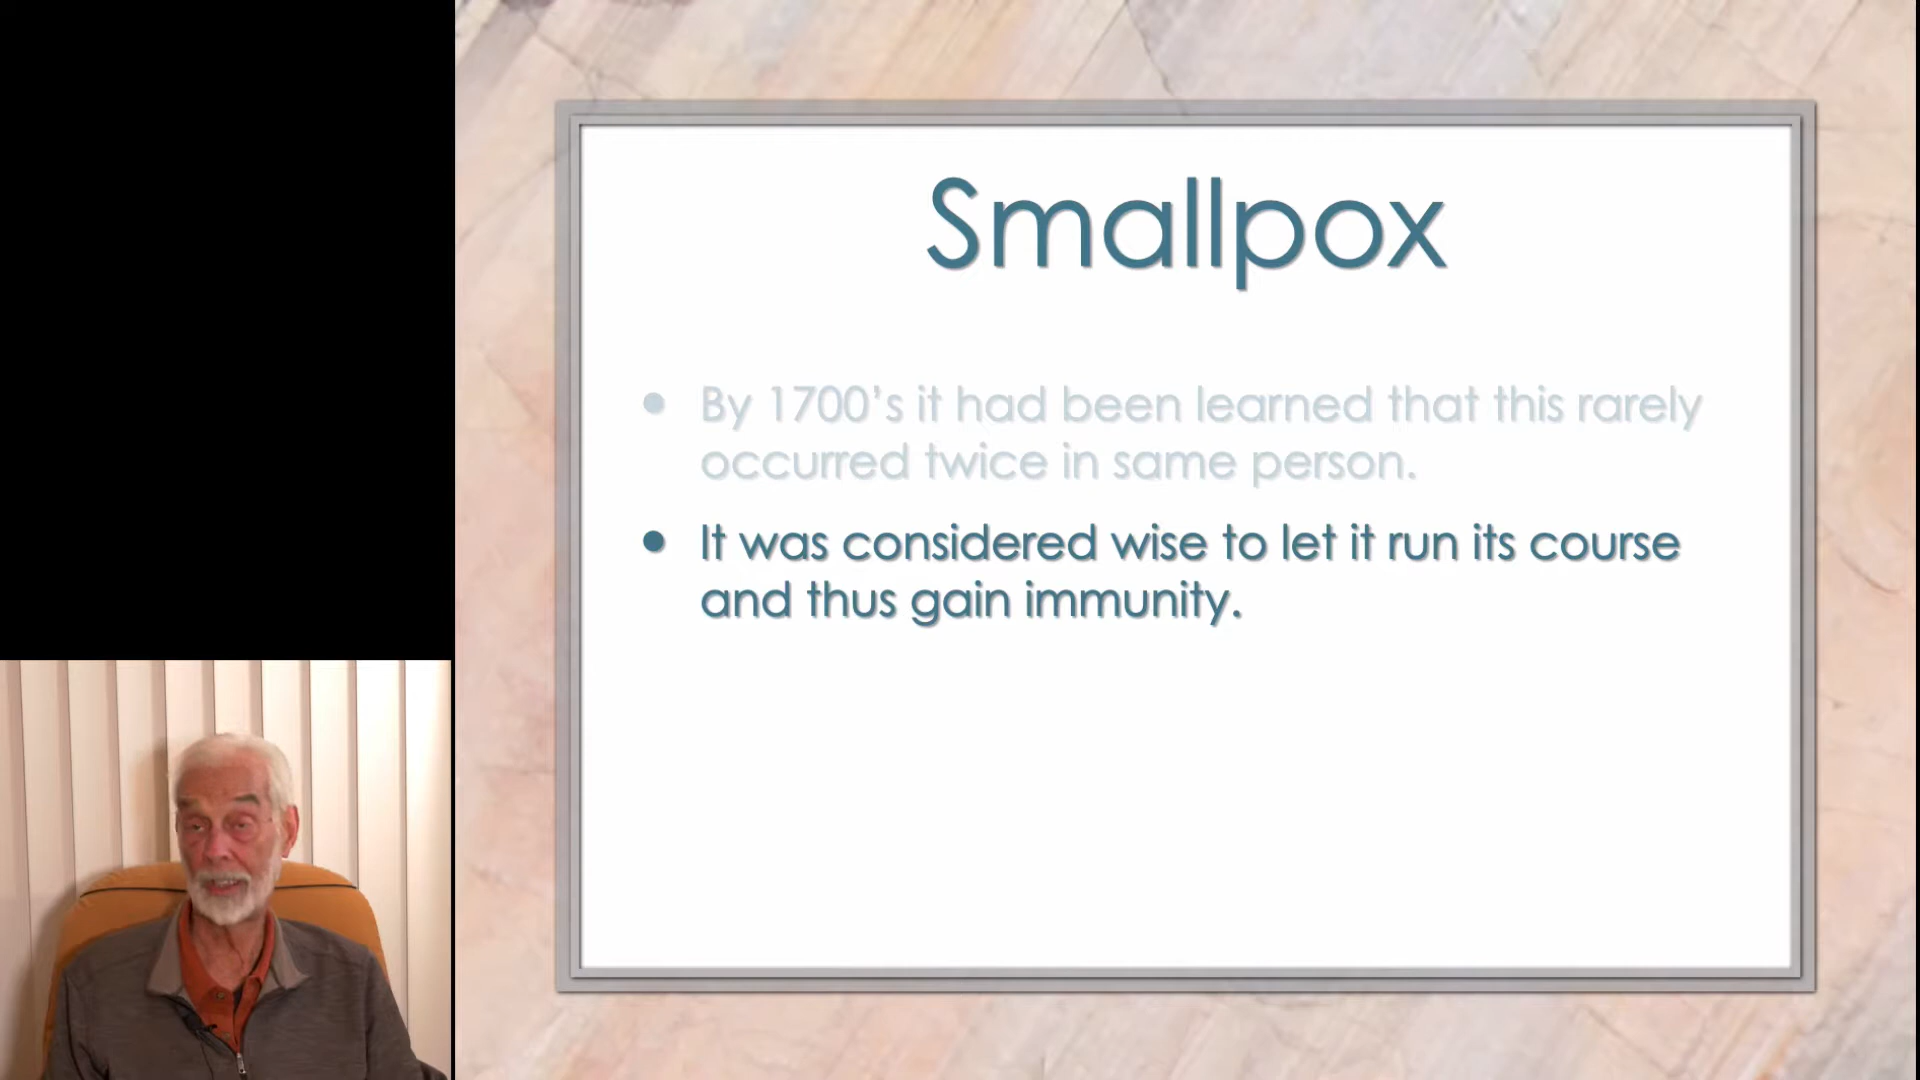 Smallpox
• By 1700's it had been learned that this rarely
occurred twice in same person.
• It was considered wise to let it run its course
and thus gain immunity.